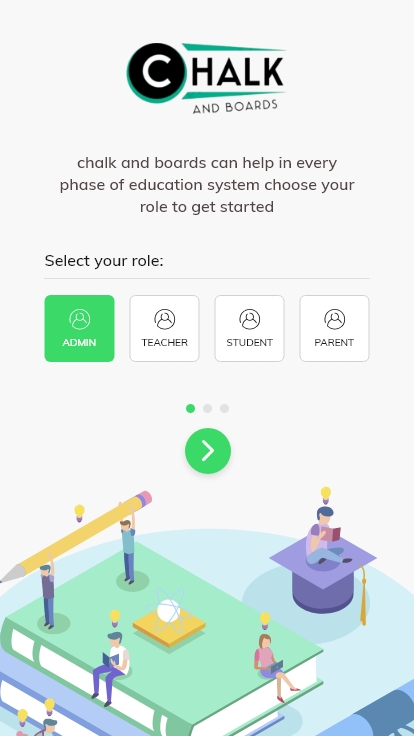 CHALK
AND BOARDS
chalk and boards can help in every
phase of education system choose your
role to get started
Select your role:
ADMIN TEACHER STUDENT PARENT